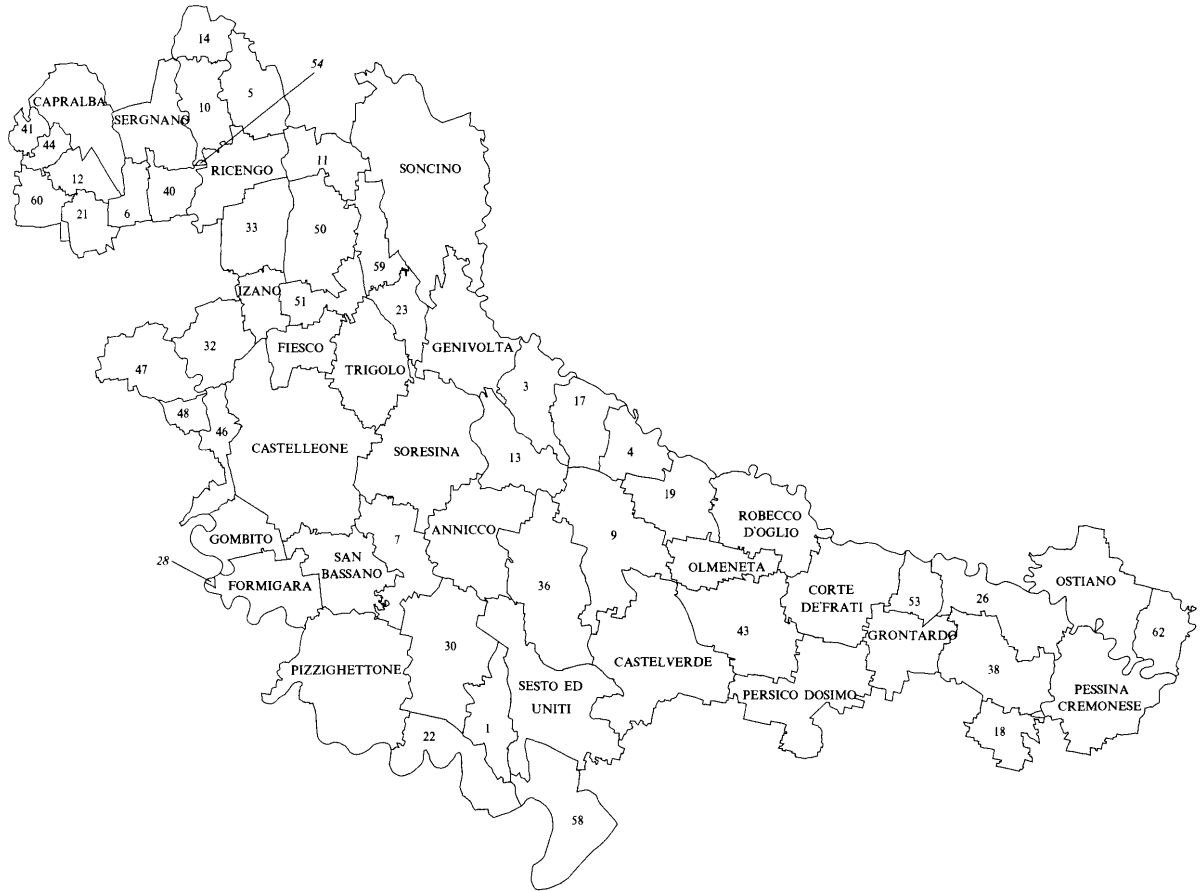 14
54
5
CAPRALBA
10
SERGNANO
41
44
11
RICENGO
SONCINO
12
40
60
21
6
33
50
59
IZANO
51
23
32
FIESCO
GENIVOLTA
47
TRIGOLO
3
17
48
46
CASTELLEONE
SORESINA
13
4
19
ROBECCO
D'OGLIO
ANNICCO
9
GOMBITO
7
28
SAN
BASSANO
FORMIGARA
36
OLMENETA
OSTIANO
CORTE
DE'FRATI
53
26
43
GRONTARDO
62
30
PIZZIGHETTONE
CASTELVERDE
38
SESTO ED
UNITI
PERSICO DOSIMO
PESSINA
CREMONESE
1
22
18
58